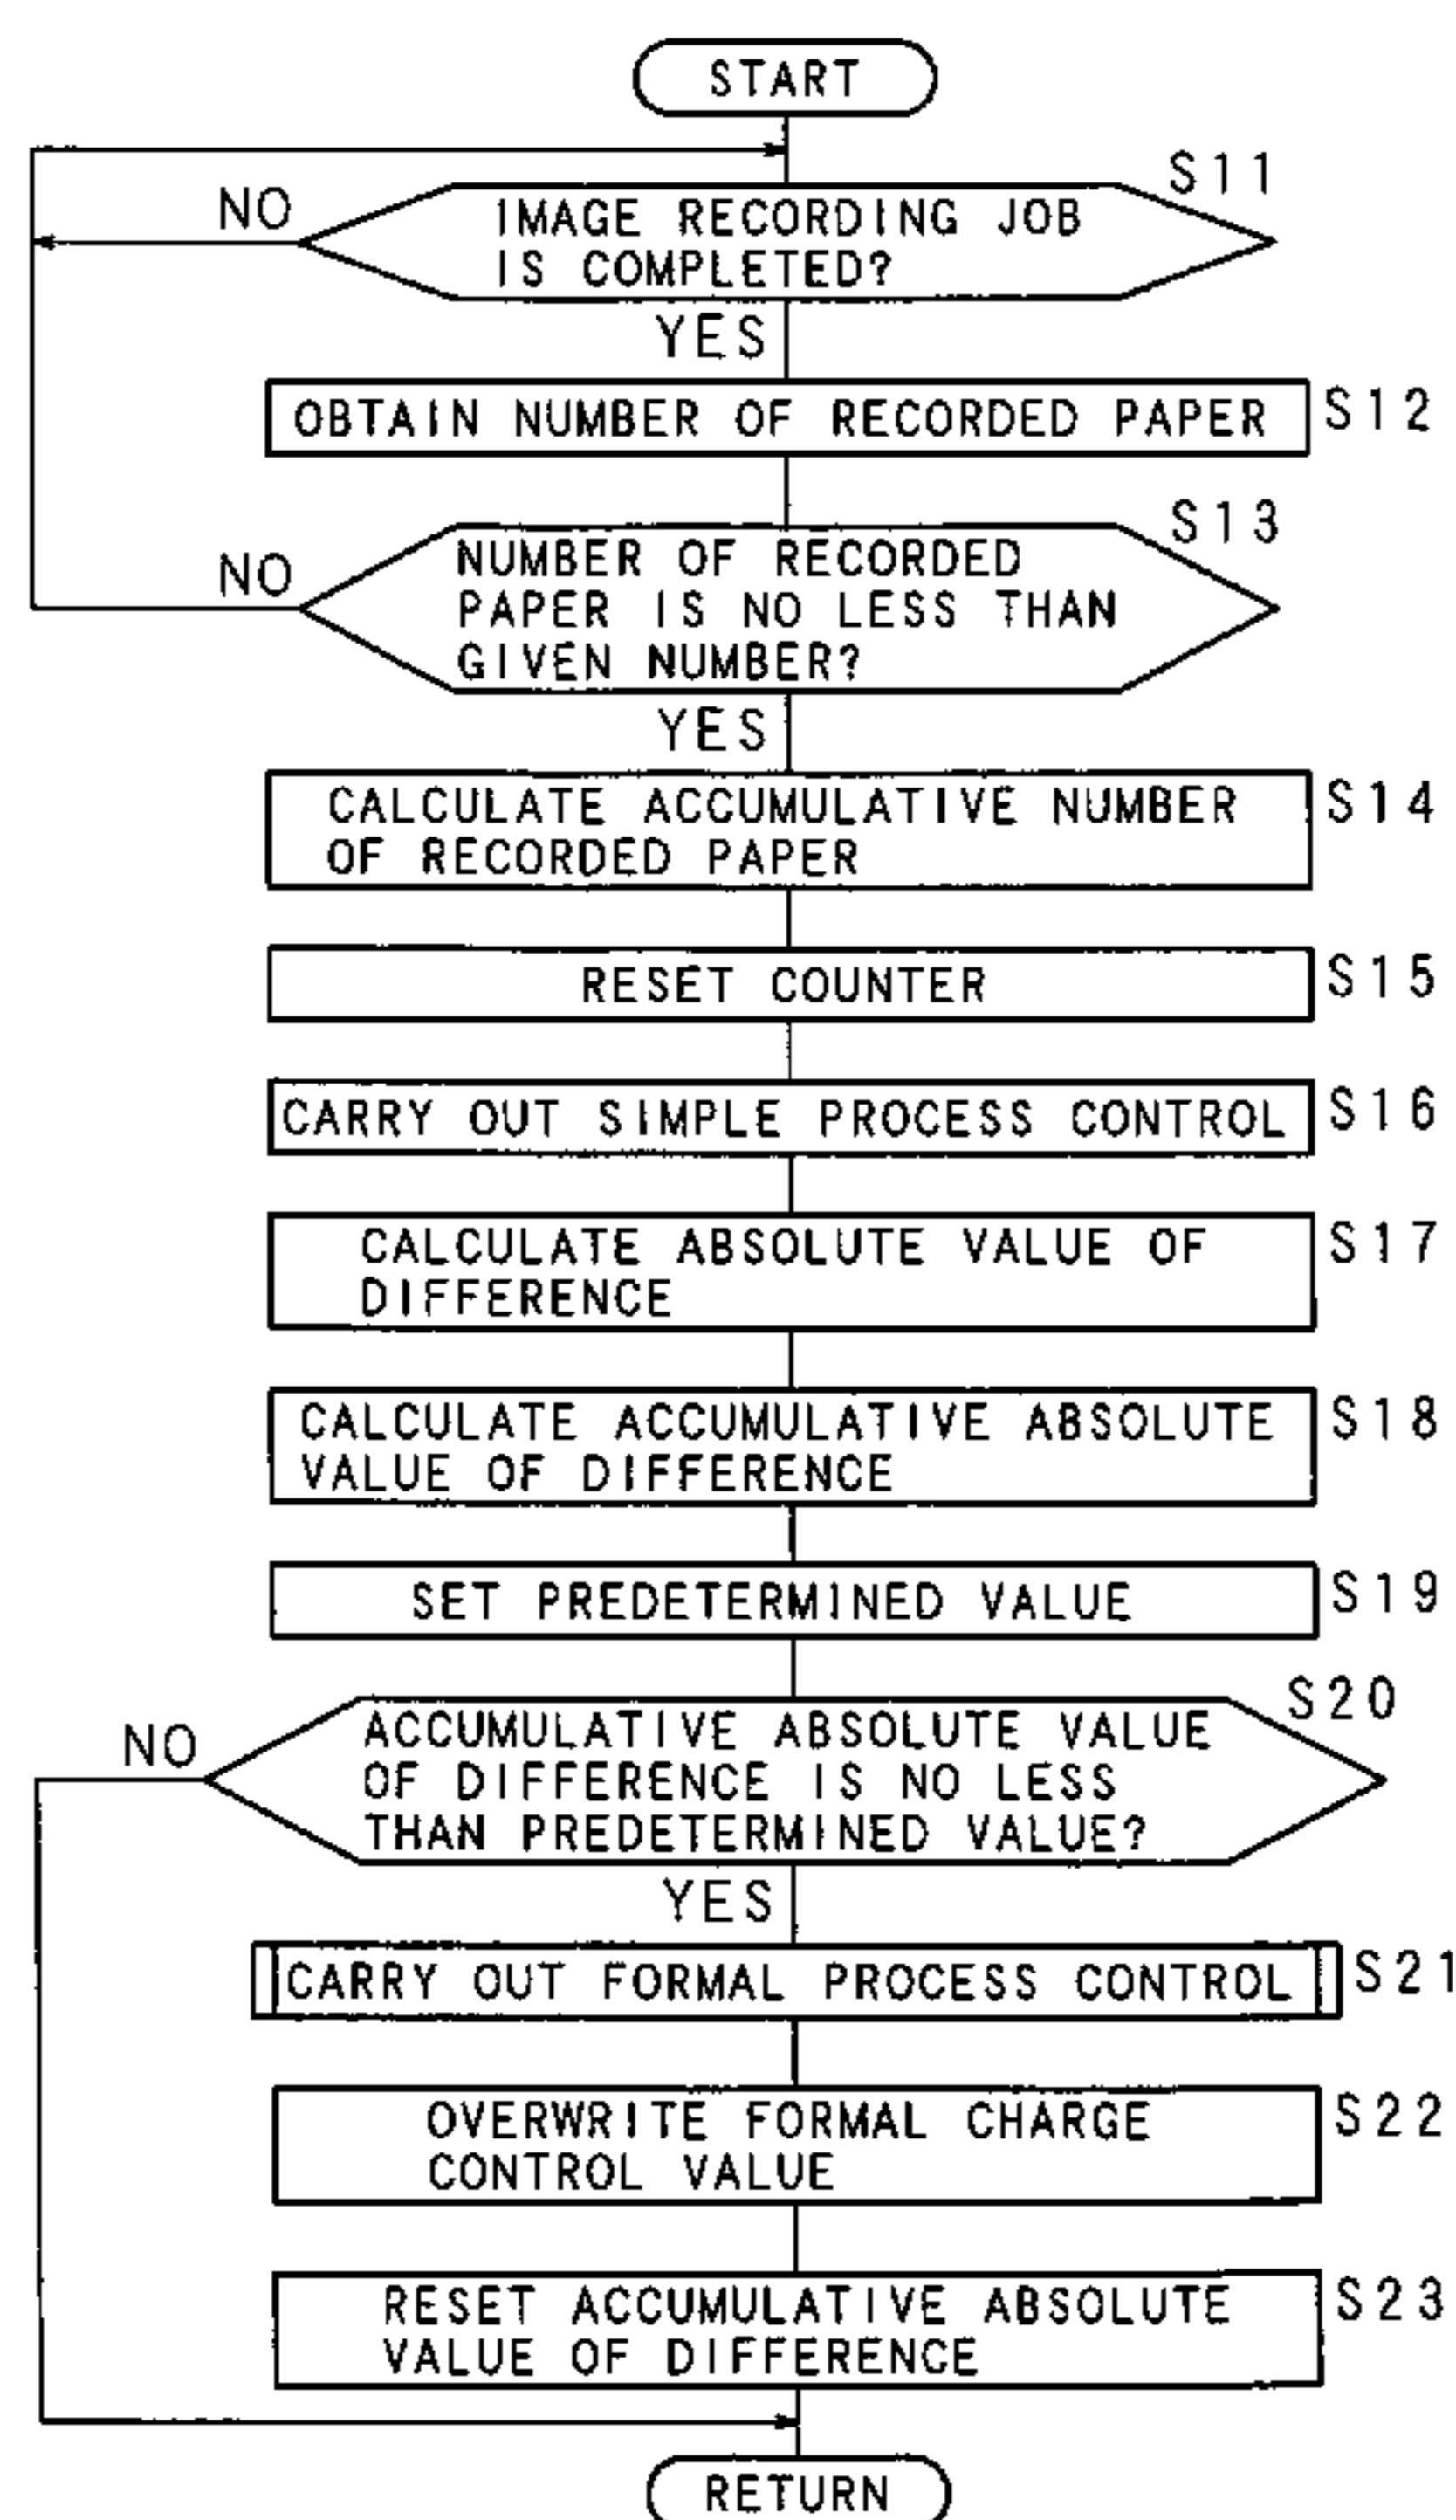 START
S11
NO
IMAGE RECORDING JOB
IS COMPLETED?
YES
OBTAIN NUMBER OF RECORDED PAPER
S12
S13
NO
NUMBER OF RECORDED
PAPER IS NO LESS THAN
GIVEN NUMBER?
YES
CALCULATE ACCUMULATIVE NUMBER
OF RECORDED PAPER
S14
RESET COUNTER
S15
CARRY OUT SIMPLE PROCESS CONTROL
S16
CALCULATE ABSOLUTE VALUE OF
DIFFERENCE
S17
CALCULATE ACCUMULATIVE ABSOLUTE
VALUE OF DIFFERENCE
S18
SET PREDETERMINED VALUE
S19
S20
NO
ACCUMULATIVE ABSOLUTE VALUE
OF DIFFERENCE IS NO LESS
THAN PREDETERMINED VALUE?
YES
CARRY OUT FORMAL PROCESS CONTROL
S21
OVERWRITE FORMAL CHARGE
CONTROL VALUE
S22
RESET ACCUMULATIVE ABSOLUTE
VALUE OF DIFFERENCE
S23
RETURN